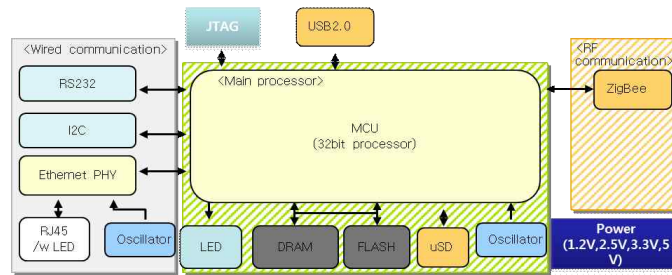 JTAG
USB2.0
<Wired communication>
RS232
I2C
Ethernet PHY
RJ45
/w LED
Oscillator
<Main processor>
MCU
(32bit processor)
LED
DRAM
FLASH
uSD
Oscillator
<RF
communication>
ZigBee
Power
(1.2V,2.5V,3.3V,5
V)